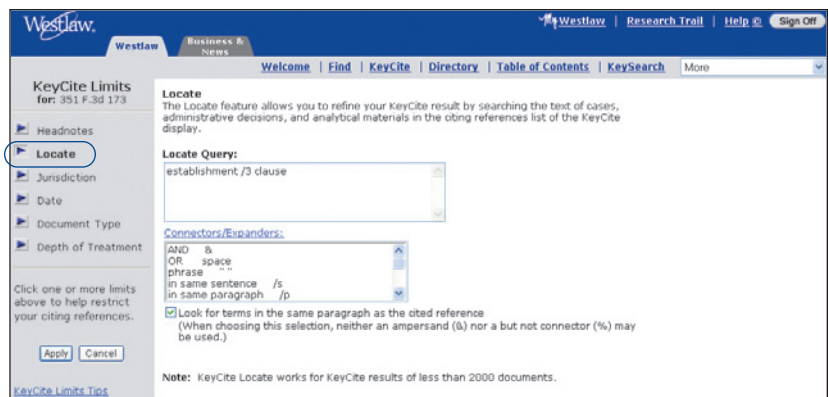 Westlaw.
Westlaw | Research Trail | Help | Sign Off
Westlaw
Business &
News
Welcome | Find | KeyCite | Directory | Table of Contents | KeySearch
More
KeyCite Limits
for: 351 F.3d 173
Headnotes
Locate
Jurisdiction
Date
Document Type
Depth of Treatment
Click one or more limits
above to help restrict
your citing references.
Apply
Cancel
KeyCite Limits Tips
Locate
The Locate feature allows you to refine your KeyCite result by searching the text of cases,
administrative decisions, and analytical materials in the citing references list of the KeyCite
display.
Locate Query:
establishment /3 clause
Connectors/Expanders:
AND &
OR space
phrase " "
in same sentence /s
in same paragraph /p
Look for terms in the same paragraph as the cited reference
(When choosing this selection, neither an ampersand (&) nor a but not connector (%) may
be used.)
Note: KeyCite Locate works for KeyCite results of less than 2000 documents.